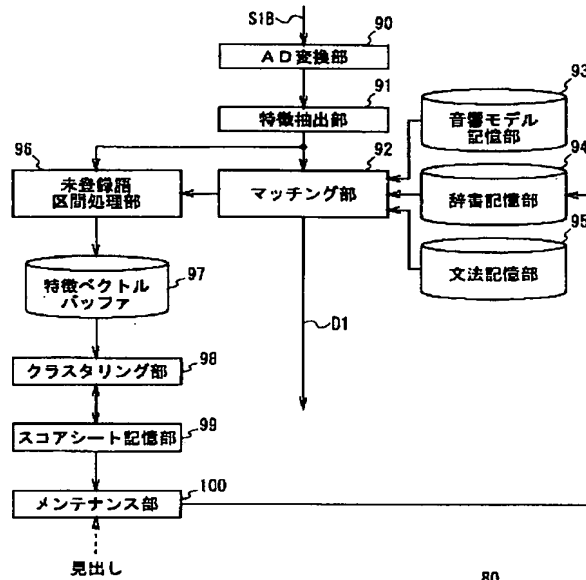 S1B
90
AD変換部
91
特徴抽出部
92
マッチング部
93
音響モデル
記憶部
94
辞書記憶部
95
文法記憶部
96
未登録語
区間処理部
97
特徴ベクトル
バッファ
D1
98
クラスタリング部
99
スコアシート記憶部
100
メンテナンス部
見出し
80